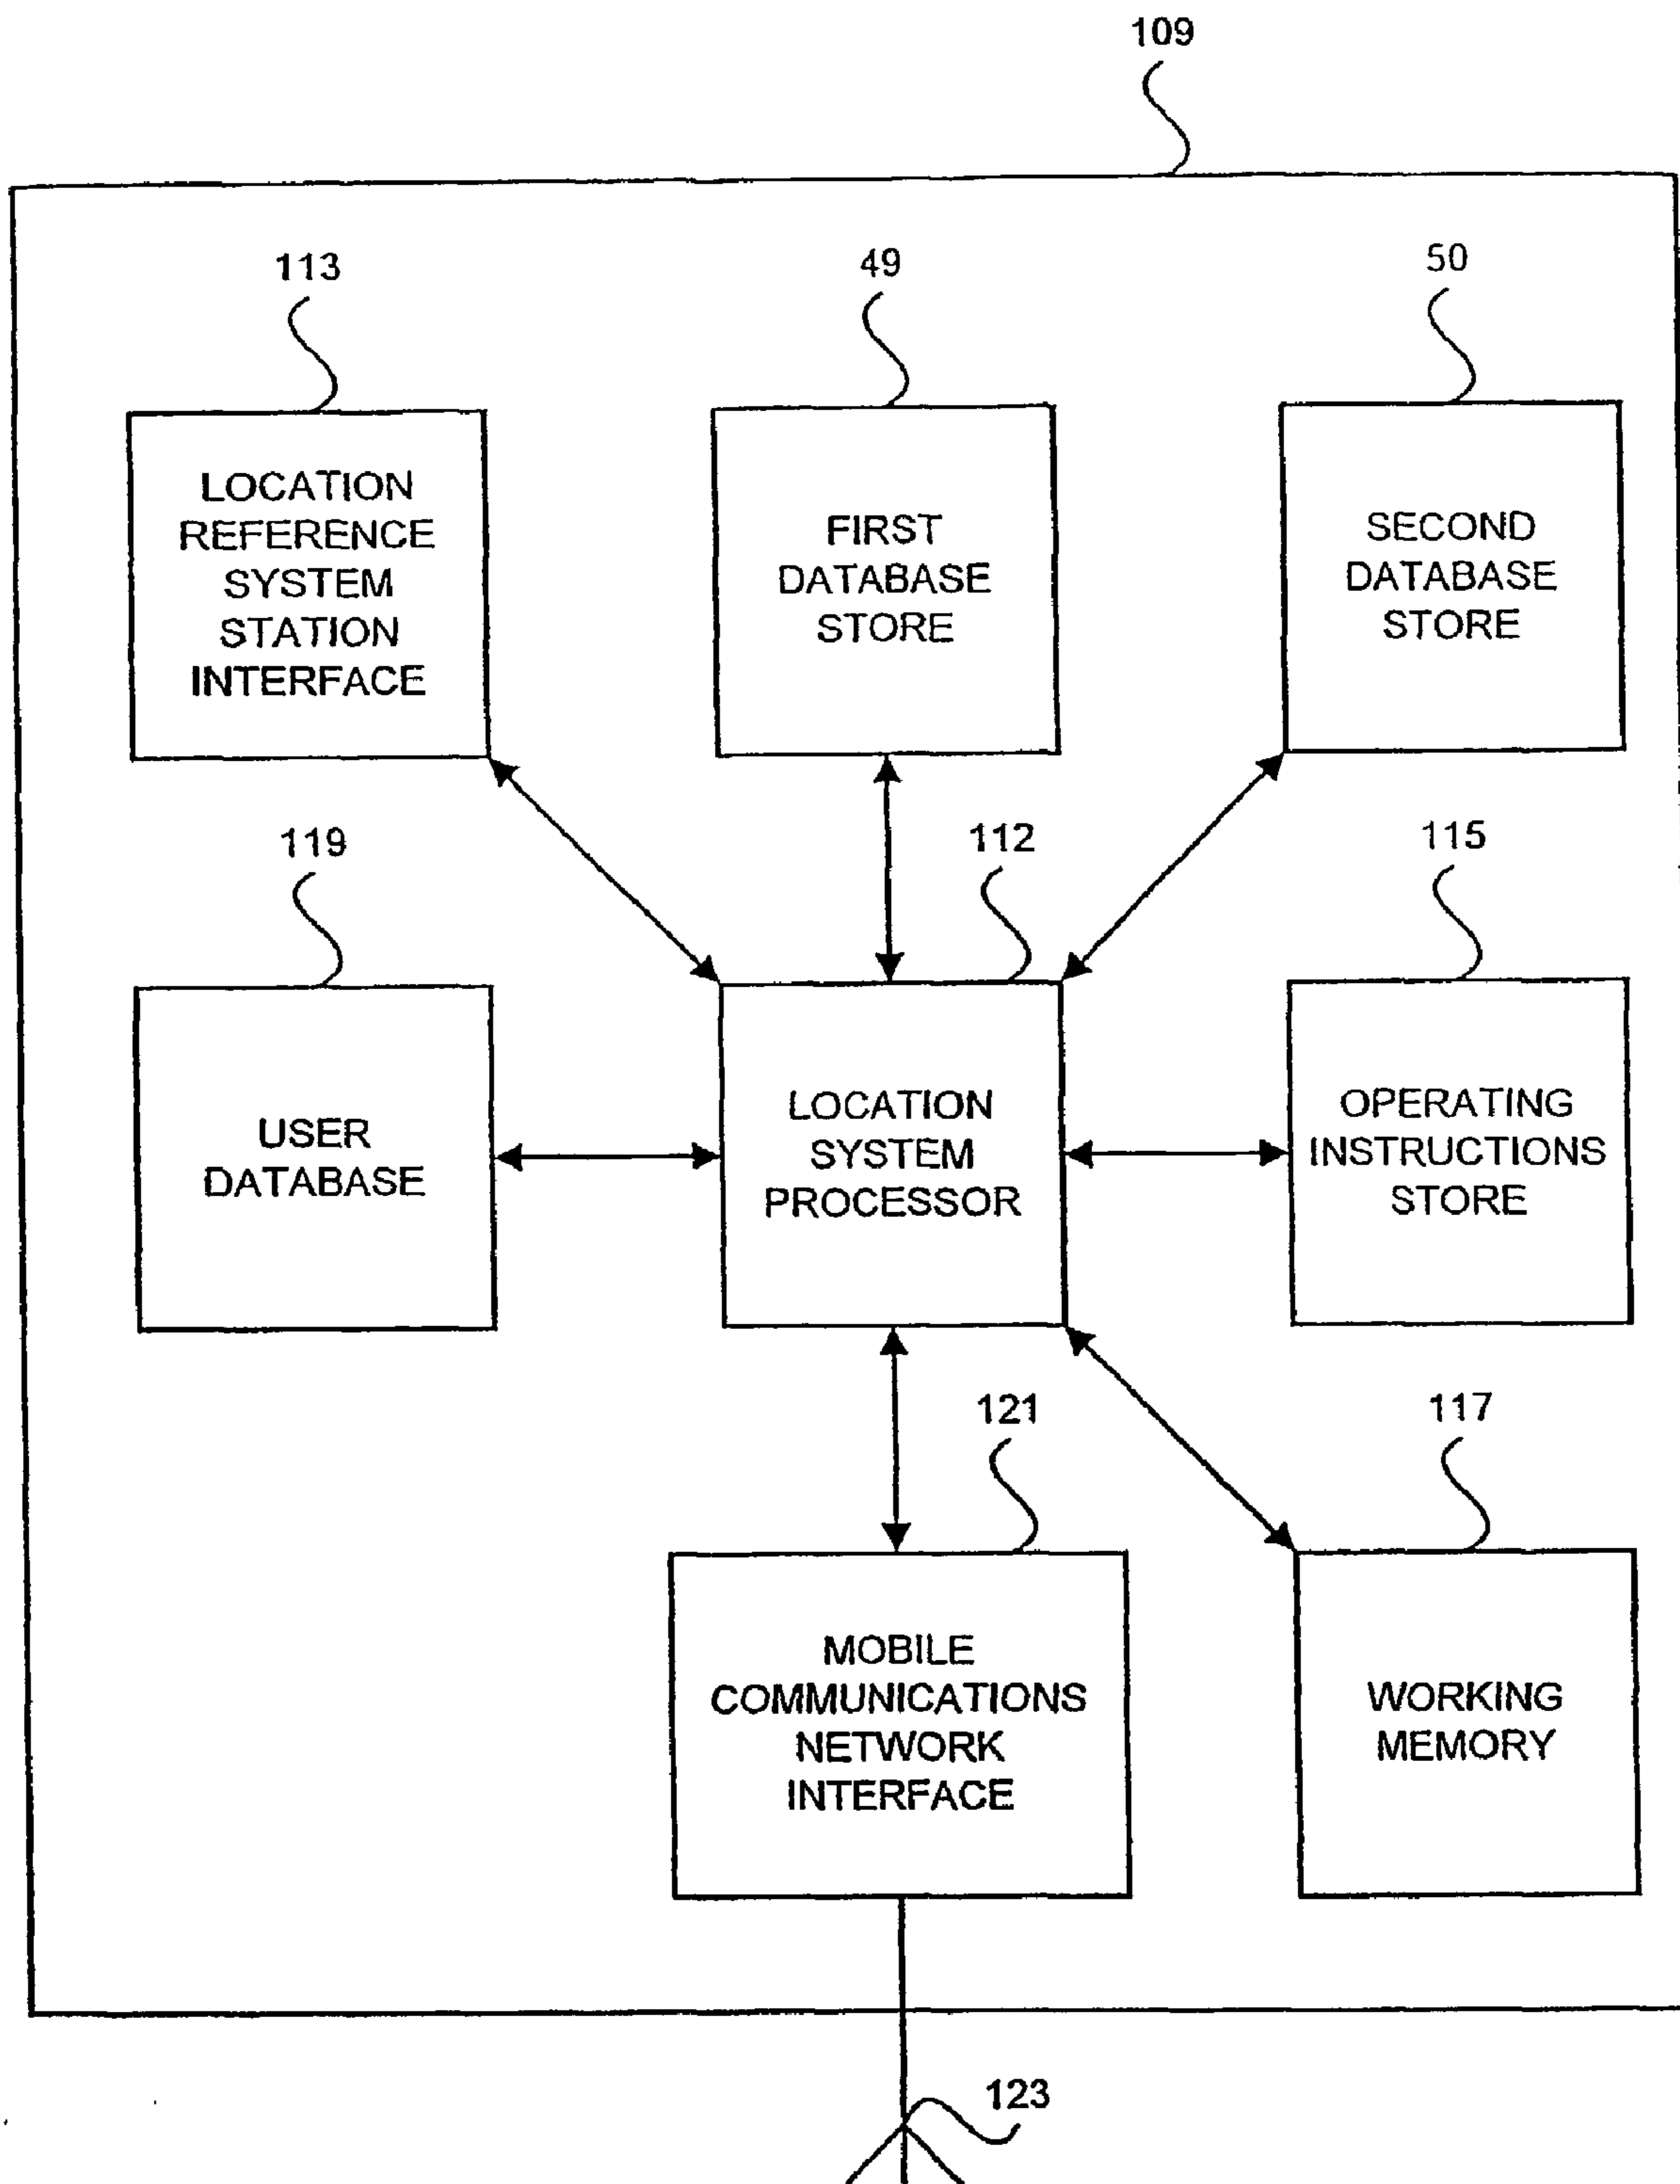 109
113
49
50
LOCATION
REFERENCE
SYSTEM
STATION
INTERFACE
FIRST
DATABASE
STORE
SECOND
DATABASE
STORE
119
112
115
USER
DATABASE
LOCATION
SYSTEM
PROCESSOR
OPERATING
INSTRUCTIONS
STORE
121
117
MOBILE
COMMUNICATIONS
NETWORK
INTERFACE
WORKING
MEMORY
123